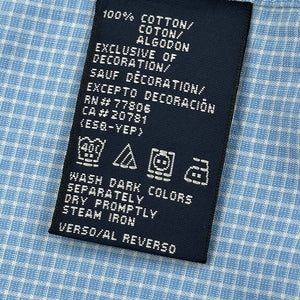 100% COTTON/
COTON/
ALGODON
EXCLUSIVE OF
DECORATION/
SAUF DÉCORATION/
EXCEPTO DECORACIÓN
RN# 77806
CA# 20781
(ESQ-YEP)
40C
WASH DARK COLORS
SEPARATELY
DRY PROMPTLY
STEAM IRON
VERSO/AL REVERSO